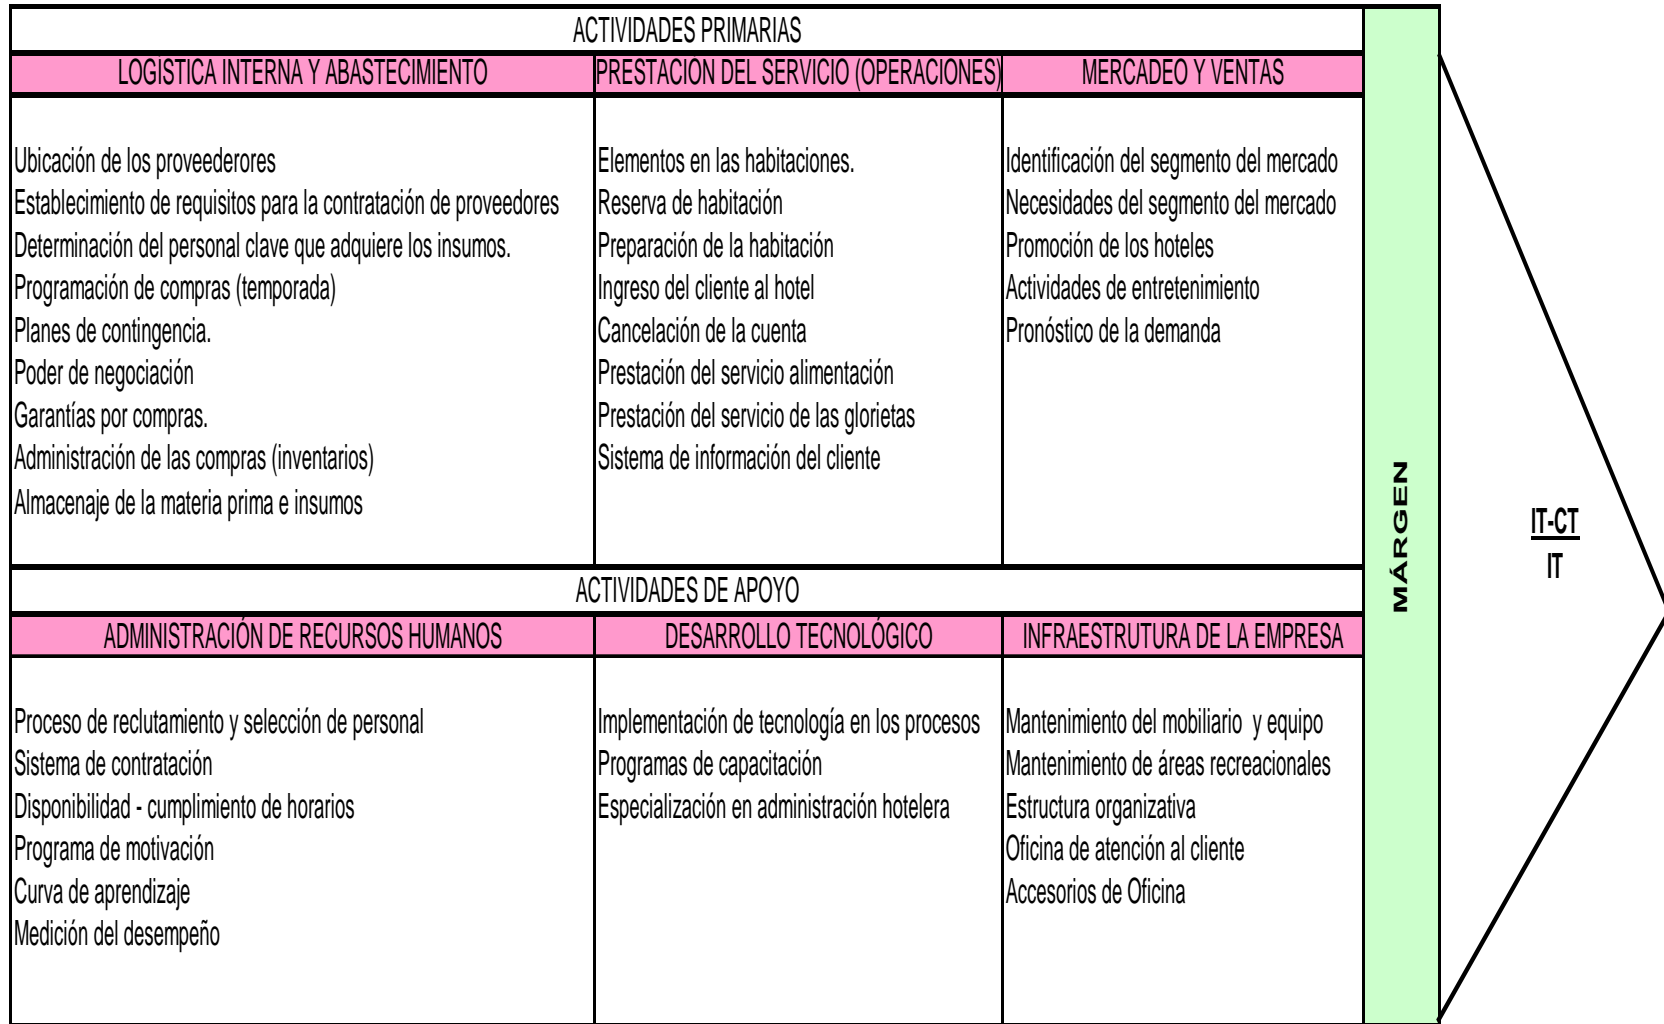 ACTIVIDADES PRIMARIAS
LOGÍSTICA INTERNA Y ABASTECIMIENTO
Ubicación de los proveederores
Establecimiento de requisitos para la contratación de proveedores
Determinación del personal clave que adquiere los insumos.
Programación de compras (temporada)
Planes de contingencia.
Poder de negociación
Garantías por compras.
Administración de las compras (inventarios)
Almacenaje de la materia prima e insumos
PRESTACIÓN DEL SERVICIO (OPERACIONES)
Elementos en las habitaciones.
Reserva de habitación
Preparación de la habitación
Ingreso del cliente al hotel
Cancelación de la cuenta
Prestación del servicio alimentación
Prestación del servicio de las glorietas
Sistema de información del cliente
MERCADEO Y VENTAS
Identificación del segmento del mercado
Necesidades del segmento del mercado
Promoción de los hoteles
Actividades de entretenimiento
Pronóstico de la demanda
ACTIVIDADES DE APOYO
ADMINISTRACIÓN DE RECURSOS HUMANOS
Proceso de reclutamiento y selección de personal
Sistema de contratación
Disponibilidad - cumplimiento de horarios
Programa de motivación
Curva de aprendizaje
Medición del desempeño
DESARROLLO TECNOLÓGICO
Implementación de tecnología en los procesos
Programas de capacitación
Especialización en administración hotelera
INFRAESTRUTURA DE LA EMPRESA
Mantenimiento del mobiliario  y equipo
Mantenimiento de áreas recreacionales
Estructura organizativa
Oficina de atención al cliente
Accesorios de Oficina
MÁRGEN
IT-CT
IT